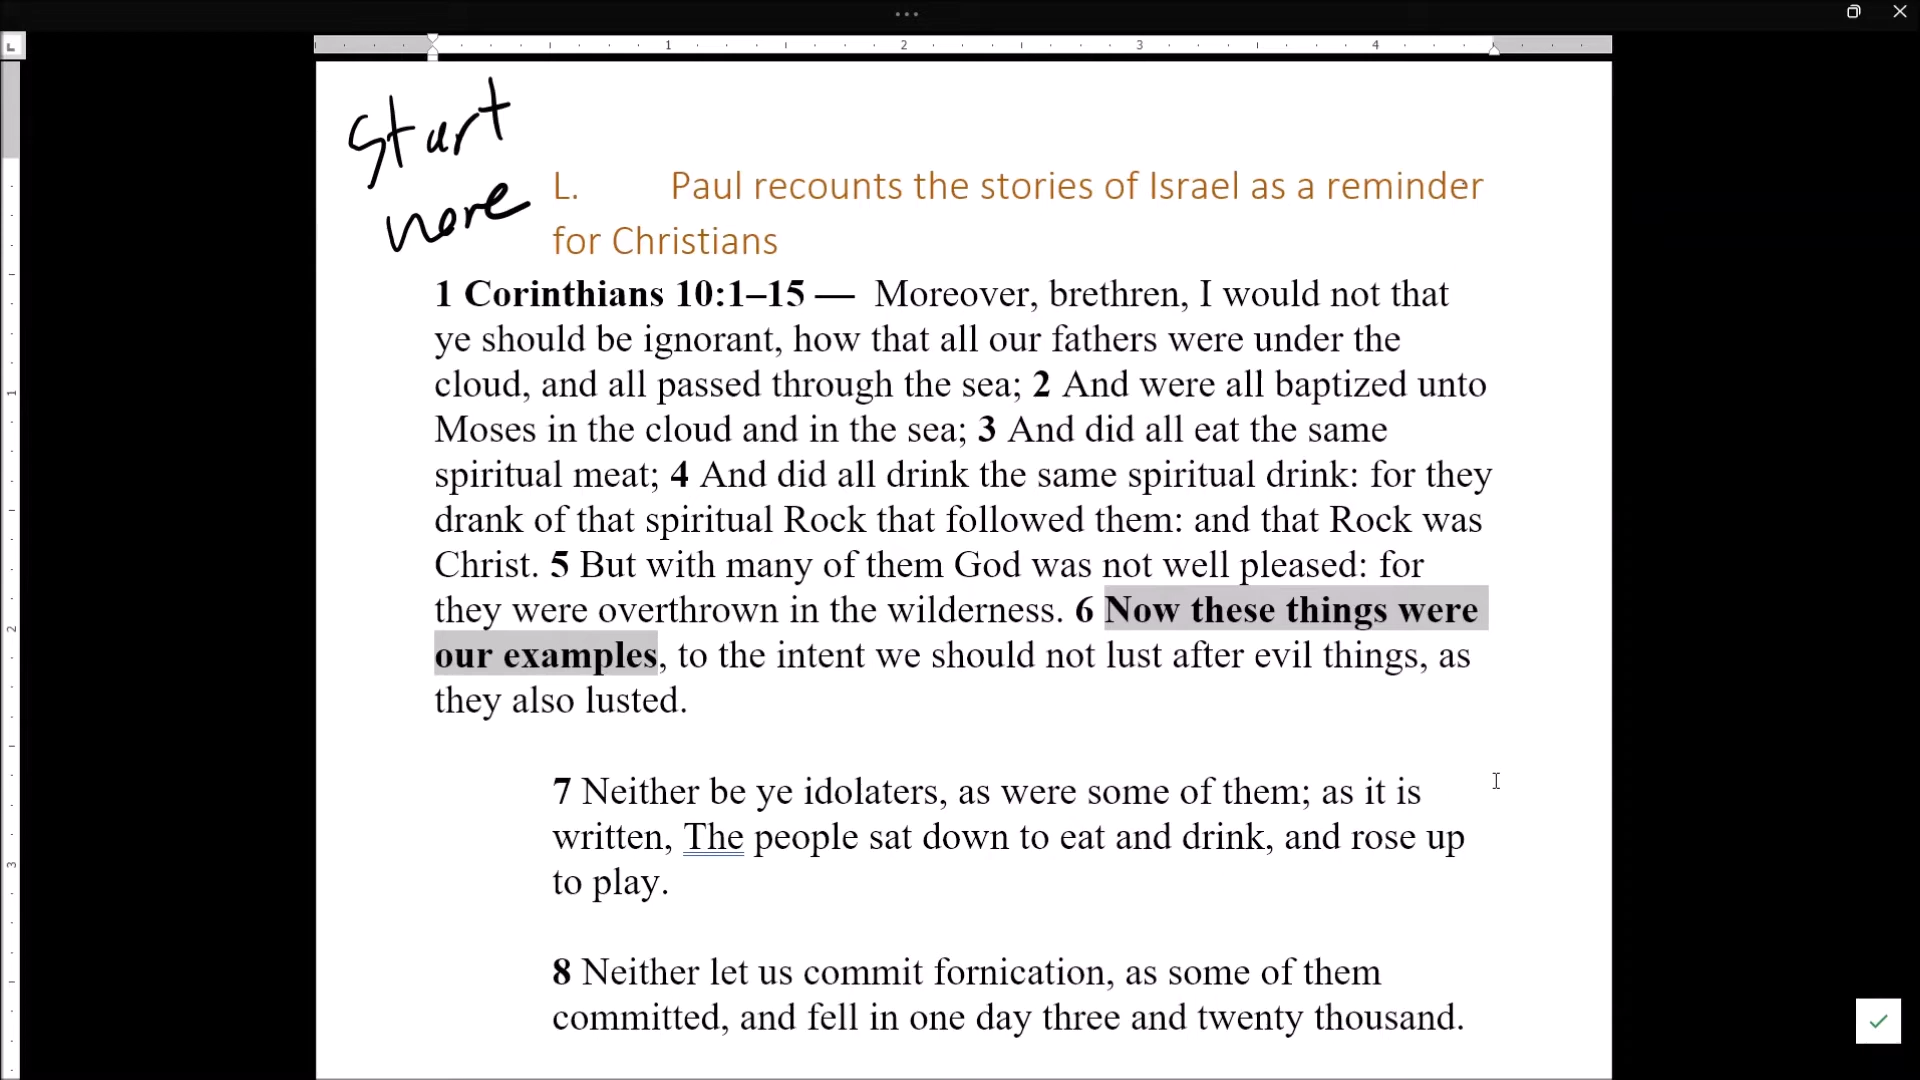 1 2 3 4
Start
here
L. Paul recounts the stories of Israel as a reminder
for Christians
1 Corinthians 10:1–15 — Moreover, brethren, I would not that
ye should be ignorant, how that all our fathers were under the
cloud, and all passed through the sea; 2 And were all baptized unto
Moses in the cloud and in the sea; 3 And did all eat the same
spiritual meat; 4 And did all drink the same spiritual drink: for they
drank of that spiritual Rock that followed them: and that Rock was
Christ. 5 But with many of them God was not well pleased: for
they were overthrown in the wilderness. 6 Now these things were
our examples, to the intent we should not lust after evil things, as
they also lusted.
7 Neither be ye idolaters, as were some of them; as it is
written, The people sat down to eat and drink, and rose up
to play.
8 Neither let us commit fornication, as some of them
committed, and fell in one day three and twenty thousand.
1
2
3